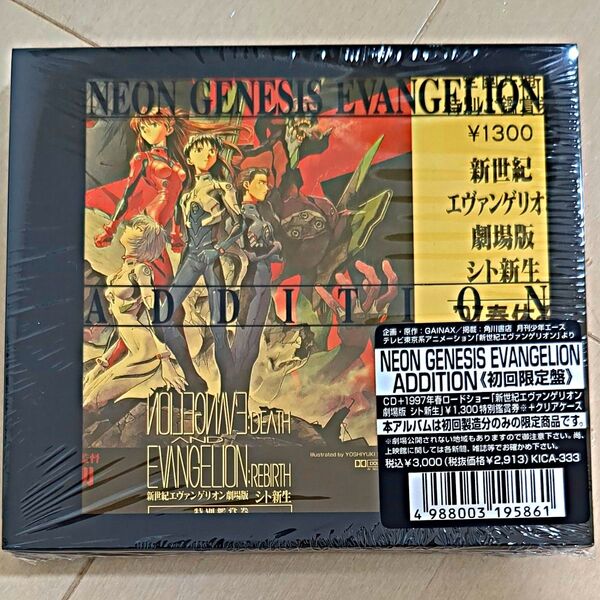 NEON GENESIS EVANGELION
¥1300
新世紀
エヴァンゲリオ
劇場版
シト新生
ADDITION
EVANGELION:DEATH
AND
EVANGELION:REBIRTH
Illustrated by YOSHIYUKI
新世紀エヴァンゲリオン劇場版 シト新生
特別鑑賞券
企画・原作:GAINAX/掲載:角川書店 月刊少年エース
テレビ東京系アニメーション「新世紀エヴァンゲリオン」より
NEON GENESIS EVANGELION
ADDITION《初回限定盤》
CD+1997年春ロードショー「新世紀エヴァンゲリオン
劇場版 シト新生」¥1,300特別鑑賞券※+クリアケース
本アルバムは初回製造分のみの限定商品です。
※劇場公開されない地域もありますので御注意下さい。尚、
上映館に関しては各新館、雑誌等でお確かめ下さい。
税込¥3,000(税抜価格¥2,913) KICA-333
4 988003 195861